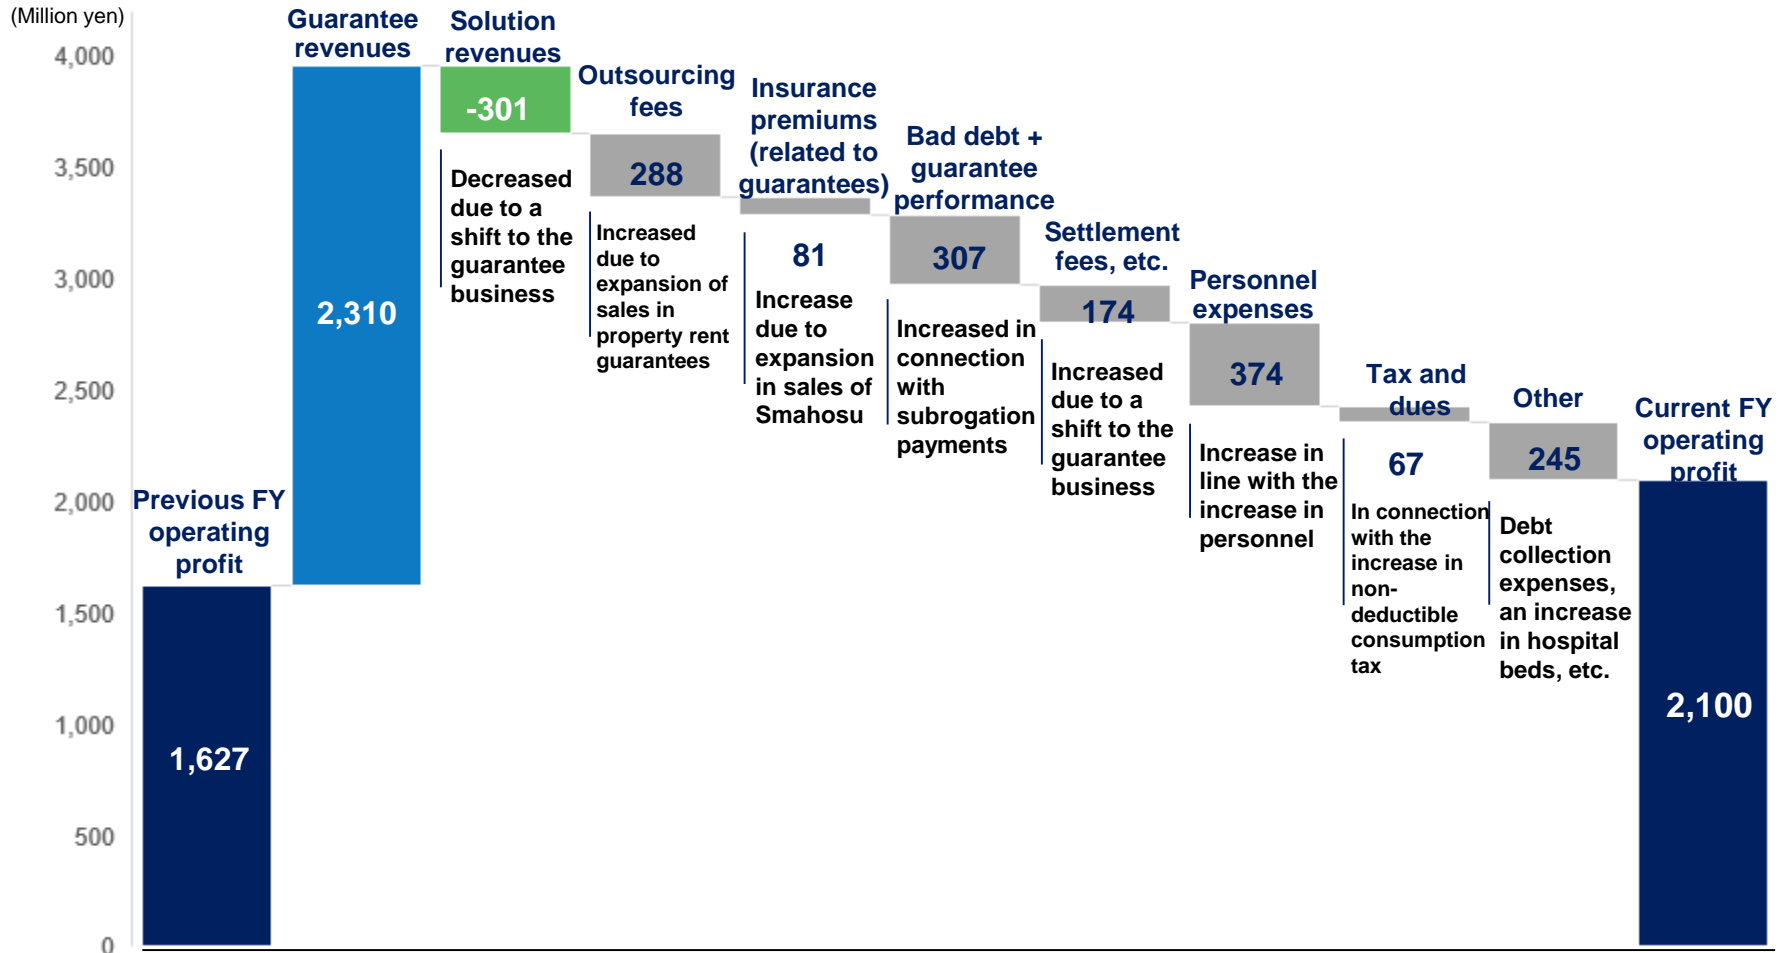 (Million yen)
4,000
3,500
3,000
2,500
2,000
1,500
1,000
500
0
Previous FY
operating
profit
1,627
Guarantee
revenues
2,310
Solution
revenues
-301
Decreased
due to a
shift to the
guarantee
business
Outsourcing
fees
288
Increased
due to
expansion of
sales in
property rent
guarantees
Insurance
premiums
(related to
guarantees)
81
Increase
due to
expansion
in sales of
Smahosu
Bad debt +
guarantee
performance
307
Increased in
connection
with
subrogation
payments
Settlement
fees, etc.
174
Increased
due to a
shift to the
guarantee
business
Personnel
expenses
374
Increase in
line with the
increase in
personnel
Tax and
dues
67
In connection
with the
increase in
non-
deductible
consumption
tax
Other
245
Debt
collection
expenses,
an increase
in hospital
beds, etc.
Current FY
operating
profit
2,100